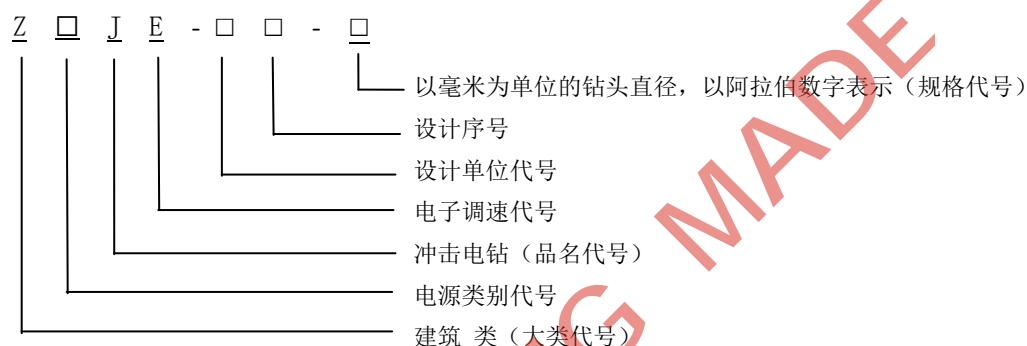 Z □ J E - □ □ - □
以毫米为单位的钻头直径，以阿拉伯数字表示（规格代号）
设计序号
设计单位代号
电子调速代号
冲击电钻（品名代号）
电源类别代号
建筑 类（大类代号）
G MADE